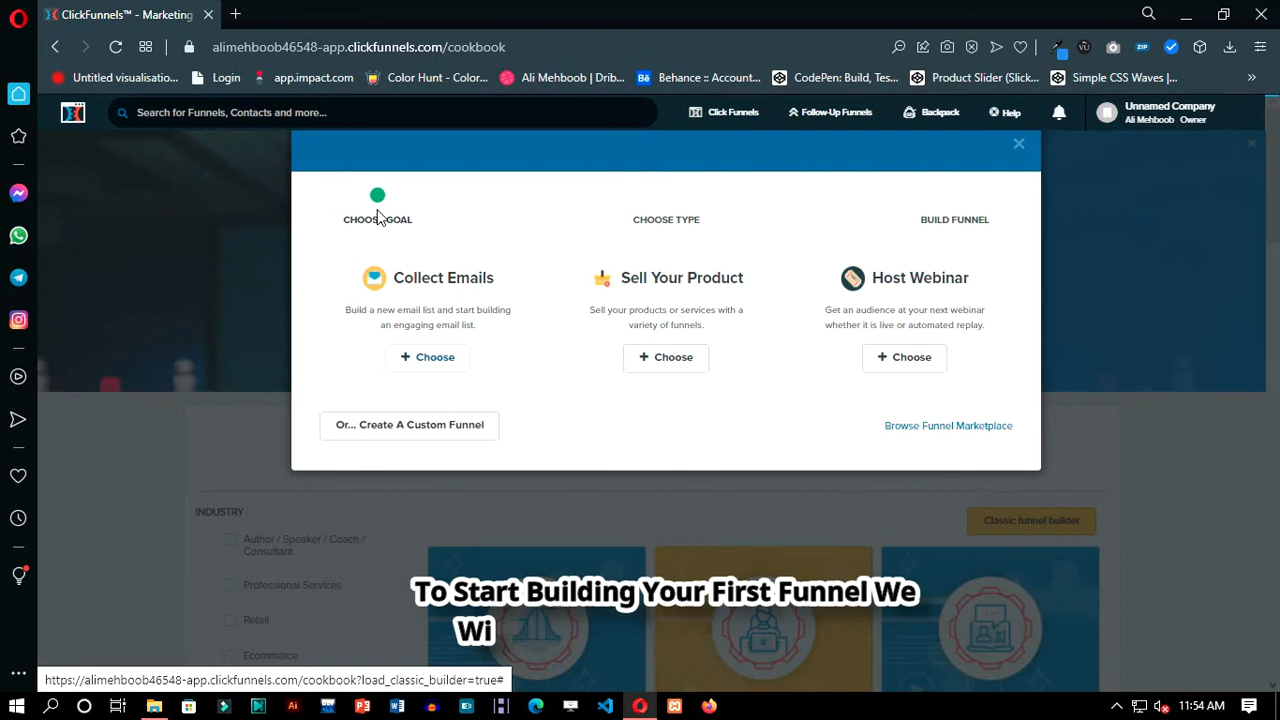 ClickFunnels™ - Marketing
alimehboob46548-app.clickfunnels.com/cookbook
Untitled visualisatio...
Login
app.impact.com
Color Hunt - Color...
Ali Mehboob | Drib...
Behance :: Account...
CodePen: Build, Tes...
Product Slider (Slick...
Simple CSS Waves |...
Search for Funnels, Contacts and more...
Click Funnels
Follow-Up Funnels
Backpack
Help
Unnamed Company
Ali Mehboob Owner
CHOOSE GOAL
CHOOSE TYPE
BUILD FUNNEL
Collect Emails
Build a new email list and start building
an engaging email list.
+ Choose
Sell Your Product
Sell your products or services with a
variety of funnels.
+ Choose
Host Webinar
Get an audience at your next webinar
whether it is live or automated replay.
+ Choose
Or... Create A Custom Funnel
Browse Funnel Marketplace
INDUSTRY
Classic funnel builder
Author / Speaker / Coach /
Consultant
Professional Services
Retail
Ecommerce
To Start Building Your First Funnel We
Wi
https://alimehboob46548-app.clickfunnels.com/cookbook?load_classic_builder=true#
11:54 AM